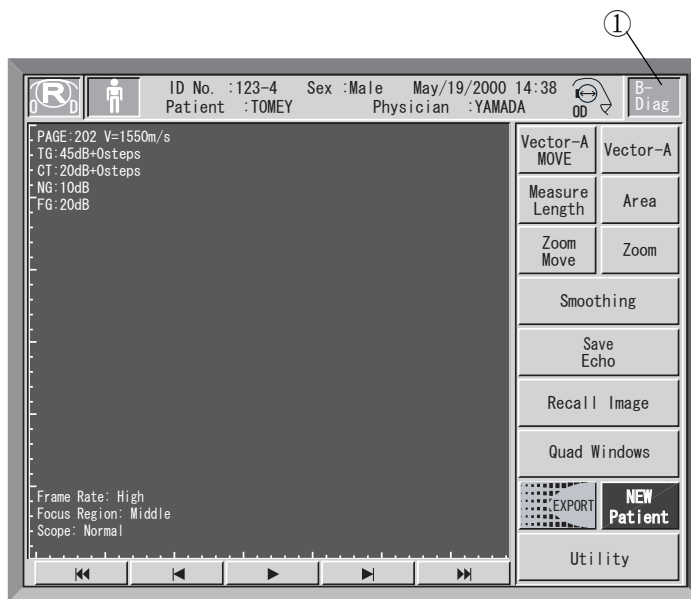 ①
R
O D
ID No. :123-4 Sex :Male May/19/2000 14:38
Patient :TOMEY Physician :YAMADA
OD
B-
Diag
PAGE:202 V=1550m/s
TG:45dB+0steps
CT:20dB+0steps
NG:10dB
FG:20dB
Vector-A
MOVE
Vector-A
Measure
Length
Area
Zoom
Move
Zoom
Smoothing
Save
Echo
Recall Image
Quad Windows
EXPORT
NEW
Patient
Utility
Frame Rate: High
Focus Region: Middle
Scope: Normal